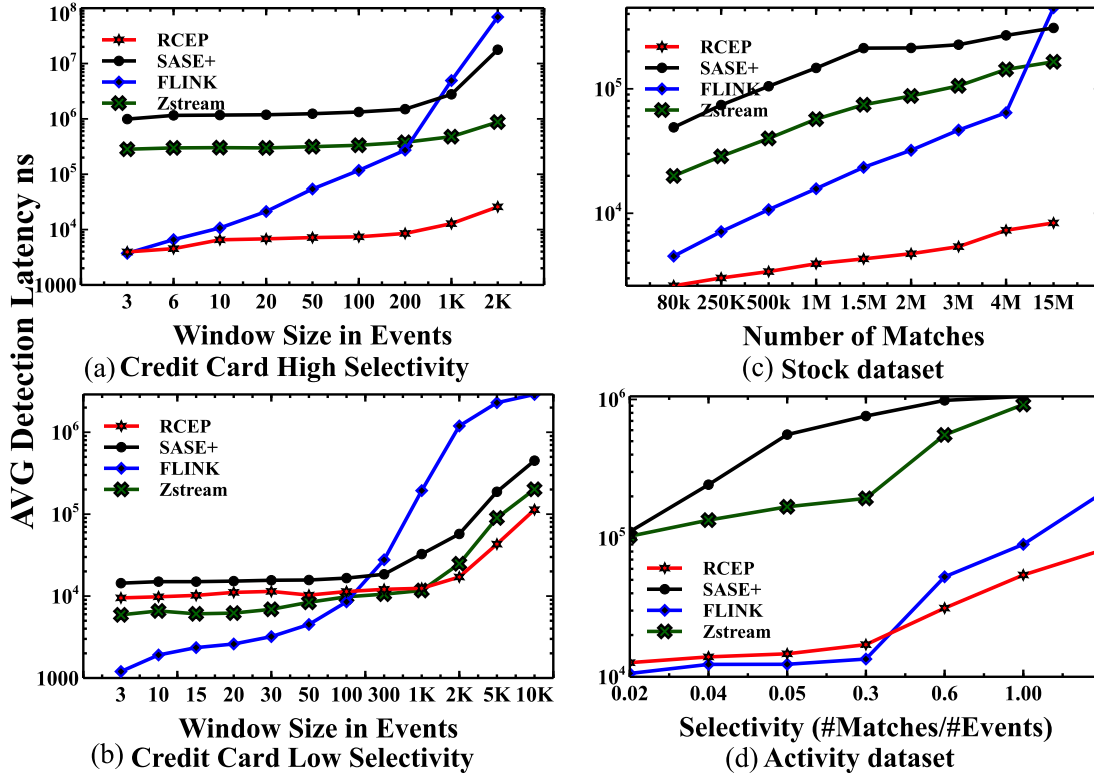 AVG Detection Latency ns
10^8
10^7
10^6
10^5
10^4
1000
RCEP
SASE+
FLINK
Zstream
3 6 10 20 50 100 200 1K 2K
Window Size in Events
(a) Credit Card High Selectivity
10^5
10^4
RCEP
SASE+
FLINK
Zstream
80k 250K 500k 1M 1.5M 2M 3M 4M 15M
Number of Matches
(c) Stock dataset
10^6
10^5
10^4
1000
RCEP
SASE+
FLINK
Zstream
3 10 15 20 30 50 100 300 1K 2K 5K 10K
Window Size in Events
(b) Credit Card Low Selectivity
10^6
10^5
10^4
RCEP
SASE+
FLINK
Zstream
0.02 0.04 0.05 0.3 0.6 1.00
Selectivity (#Matches/#Events)
(d) Activity dataset